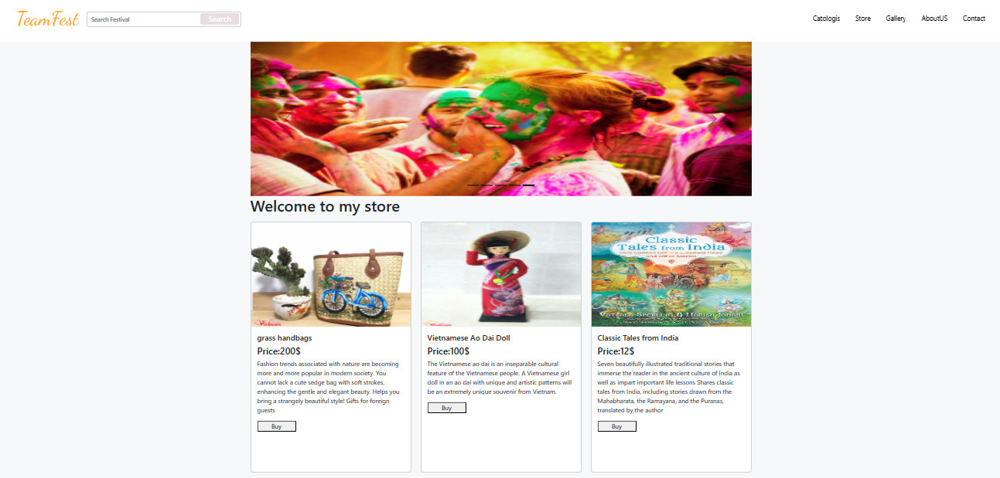 TeamFest
Search Festival
Search
Catologis
Store
Gallery
AboutUS
Contact
Welcome to my store
grass handbags
Price:200$
Fashion trends associated with nature are becoming
more and more popular in modern society. You
cannot lack a cute sedge bag with soft strokes,
enhancing the gentle and elegant beauty. Helps you
bring a strangely beautiful style! Gifts for foreign
guests
Buy
Vietnamese Ao Dai Doll
Price:100$
The Vietnamese ao dai is an inseparable cultural
feature of the Vietnamese people. A Vietnamese girl
doll in an ao dai with unique and artistic patterns will
be an extremely unique souvenir from Vietnam.
Buy
Classic
Tales from India
How Ganesh Got His Elephant Head
and Other Stories
Vatsala Sperling & Harish Johari
Classic Tales from India
Price:12$
Seven beautifully illustrated traditional stories that
immerse the reader in the ancient culture of India as
well as impart important life lessons Shares classic
tales from India, including stories drawn from the
Mahabharata, the Ramayana, and the Puranas,
translated by the author
Buy